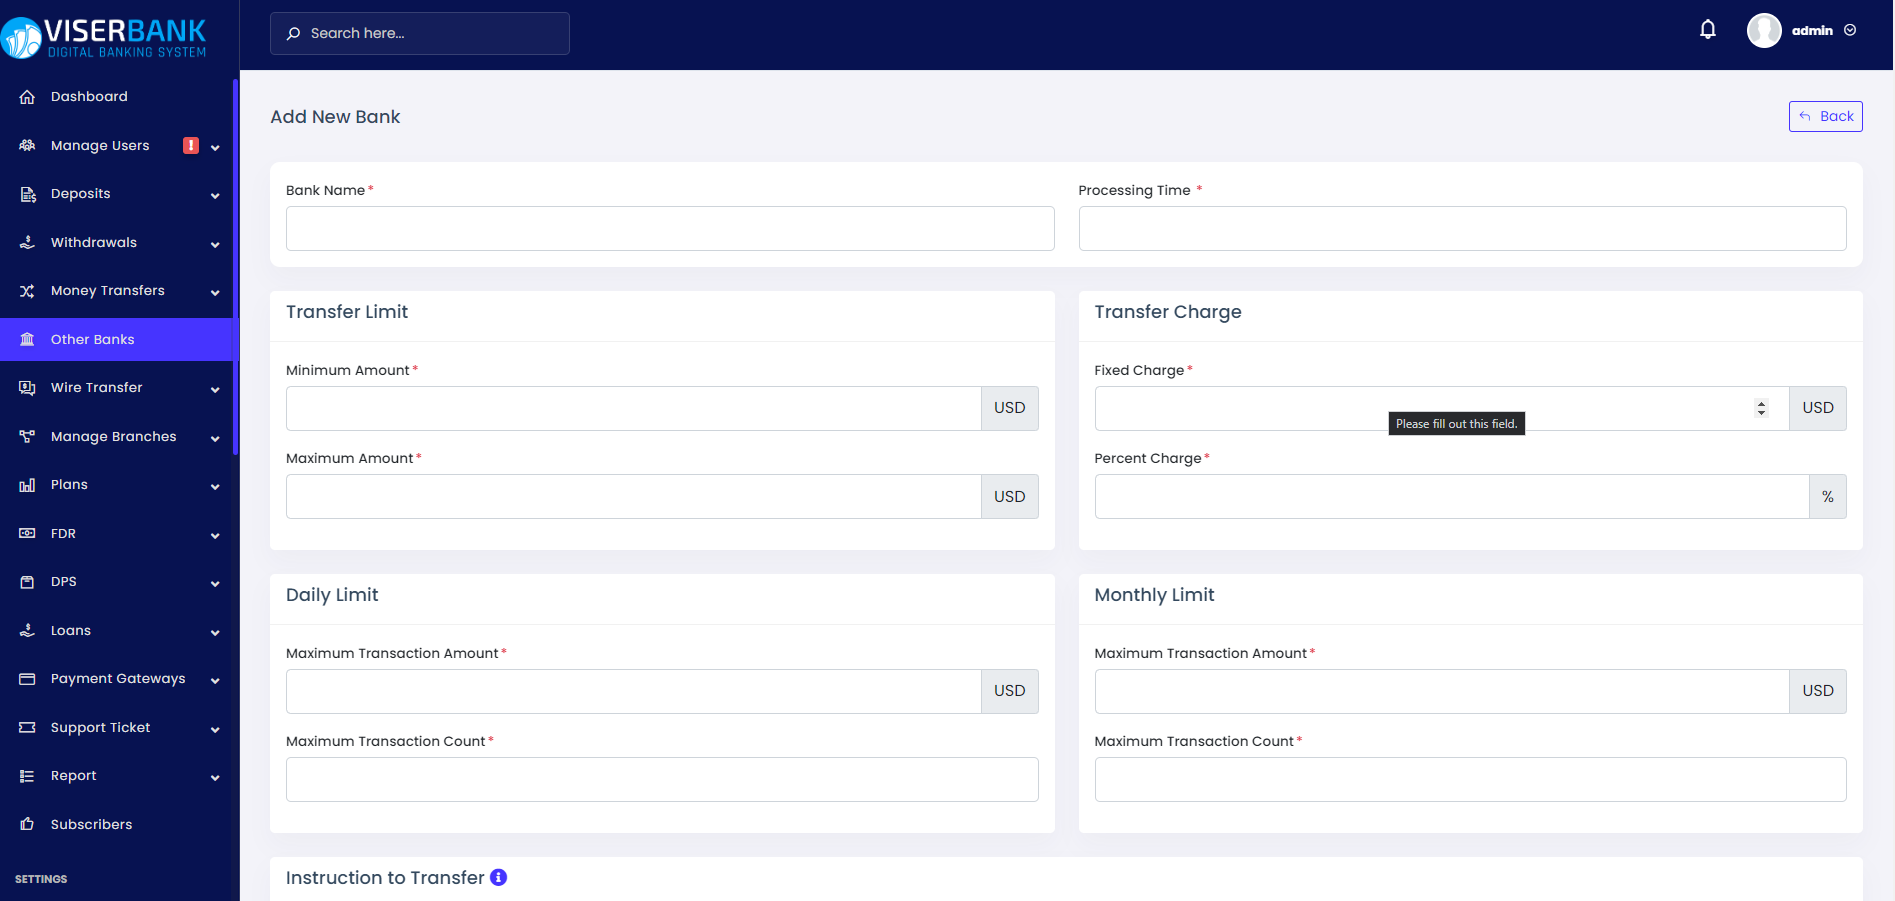 VISERBANK
DIGITAL BANKING SYSTEM
Search here...
admin
Dashboard
Manage Users
Deposits
Withdrawals
Money Transfers
Other Banks
Wire Transfer
Manage Branches
Plans
FDR
DPS
Loans
Payment Gateways
Support Ticket
Report
Subscribers
SETTINGS
Add New Bank
Back
Bank Name *
Processing Time *
Transfer Limit
Minimum Amount *
USD
Maximum Amount *
USD
Transfer Charge
Fixed Charge *
USD
Please fill out this field.
Percent Charge *
%
Daily Limit
Maximum Transaction Amount *
USD
Maximum Transaction Count *
Monthly Limit
Maximum Transaction Amount *
USD
Maximum Transaction Count *
Instruction to Transfer